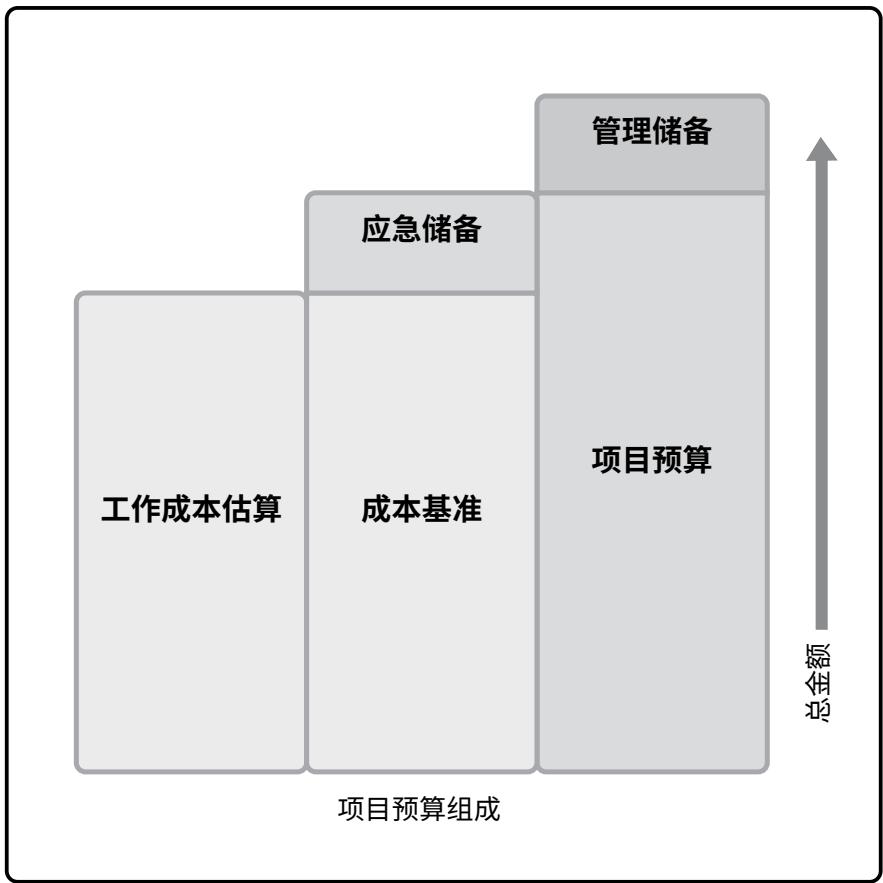 管理储备
应急储备
项目预算
工作成本估算
成本基准
总金额
项目预算组成